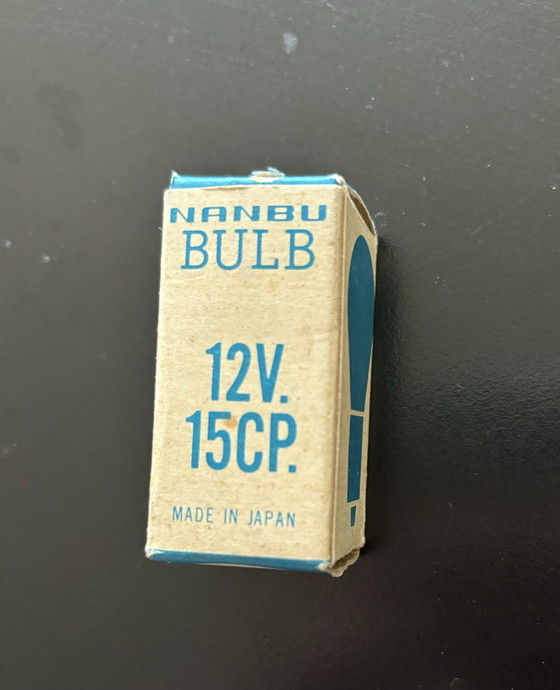 NANBU
BULB
12V.
15CP.
MADE IN JAPAN